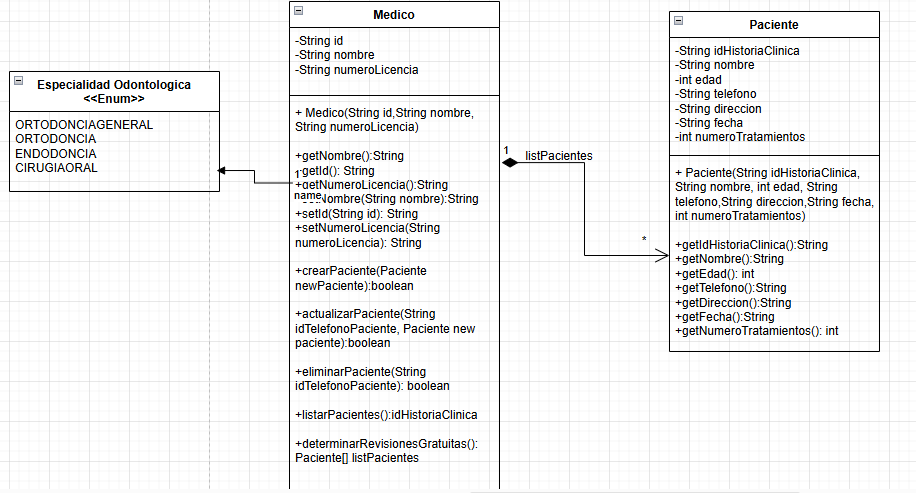 Especialidad Odontologica
<<Enum>>
ORTODONCIAGENERAL
ORTODONCIA
ENDODONCIA
CIRUGIAORAL
Medico
-String id
-String nombre
-String numeroLicencia
+ Medico(String id,String nombre,
String numeroLicencia)
+getNombre():String
+getId(): String
+getNumeroLicencia():String
+setNombre(String nombre):String
+setId(String id): String
+setNumeroLicencia(String
numeroLicencia): String
+crearPaciente(Paciente
newPaciente):boolean
+actualizarPaciente(String
idTelefonoPaciente, Paciente new
paciente):boolean
+eliminarPaciente(String
idTelefonoPaciente): boolean
+listarPacientes():idHistoriaClinica
+determinarRevisionesGratuitas():
Paciente[] listPacientes
1
name
1
listPacientes
*
Paciente
-String idHistoriaClinica
-String nombre
-int edad
-String telefono
-String direccion
-String fecha
-int numeroTratamientos
+ Paciente(String idHistoriaClinica,
String nombre, int edad, String
telefono,String direccion,String fecha,
int numeroTratamientos)
+getIdHistoriaClinica():String
+getNombre():String
+getEdad(): int
+getTelefono():String
+getDireccion():String
+getFecha():String
+getNumeroTratamientos(): int